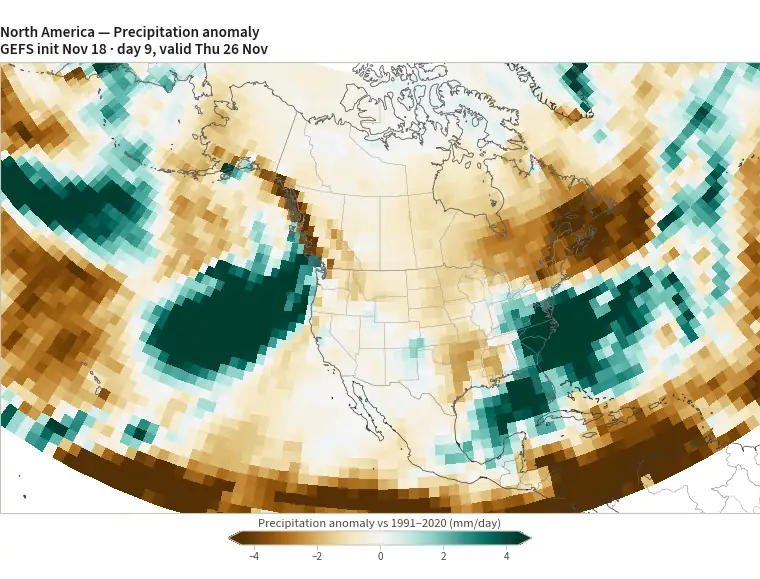 North America — Precipitation anomaly
GEFS init Nov 18 · day 9, valid Thu 26 Nov
Precipitation anomaly vs 1991–2020 (mm/day)
−4 −2 0 2 4